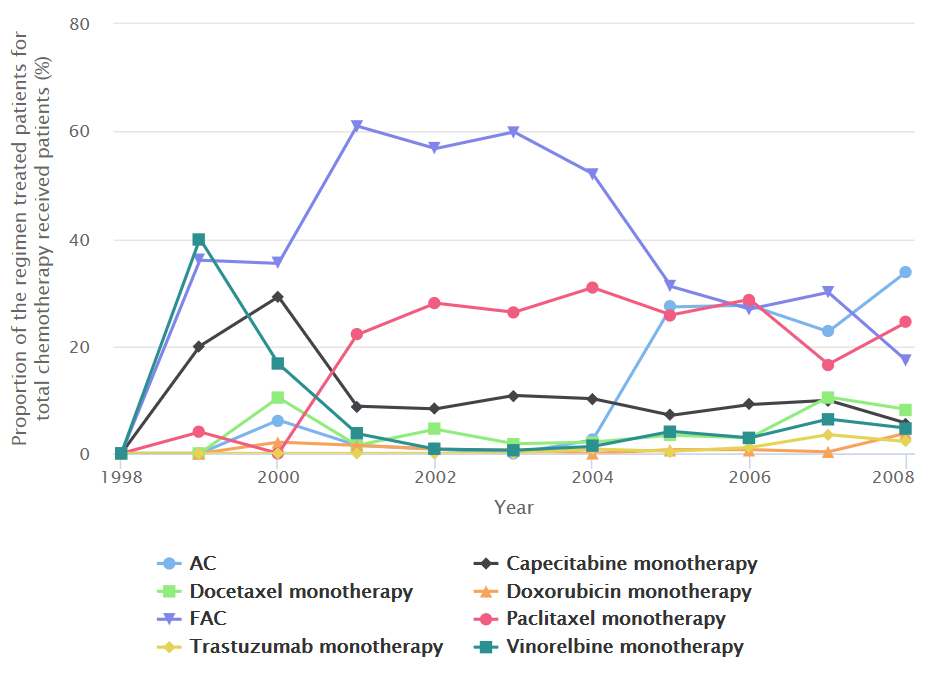 Proportion of the regimen treated patients for
total chemotherapy received patients (%)
80
60
40
20
0
1998
2000
2002
2004
2006
2008
Year
AC
Capecitabine monotherapy
Docetaxel monotherapy
Doxorubicin monotherapy
FAC
Paclitaxel monotherapy
Trastuzumab monotherapy
Vinorelbine monotherapy